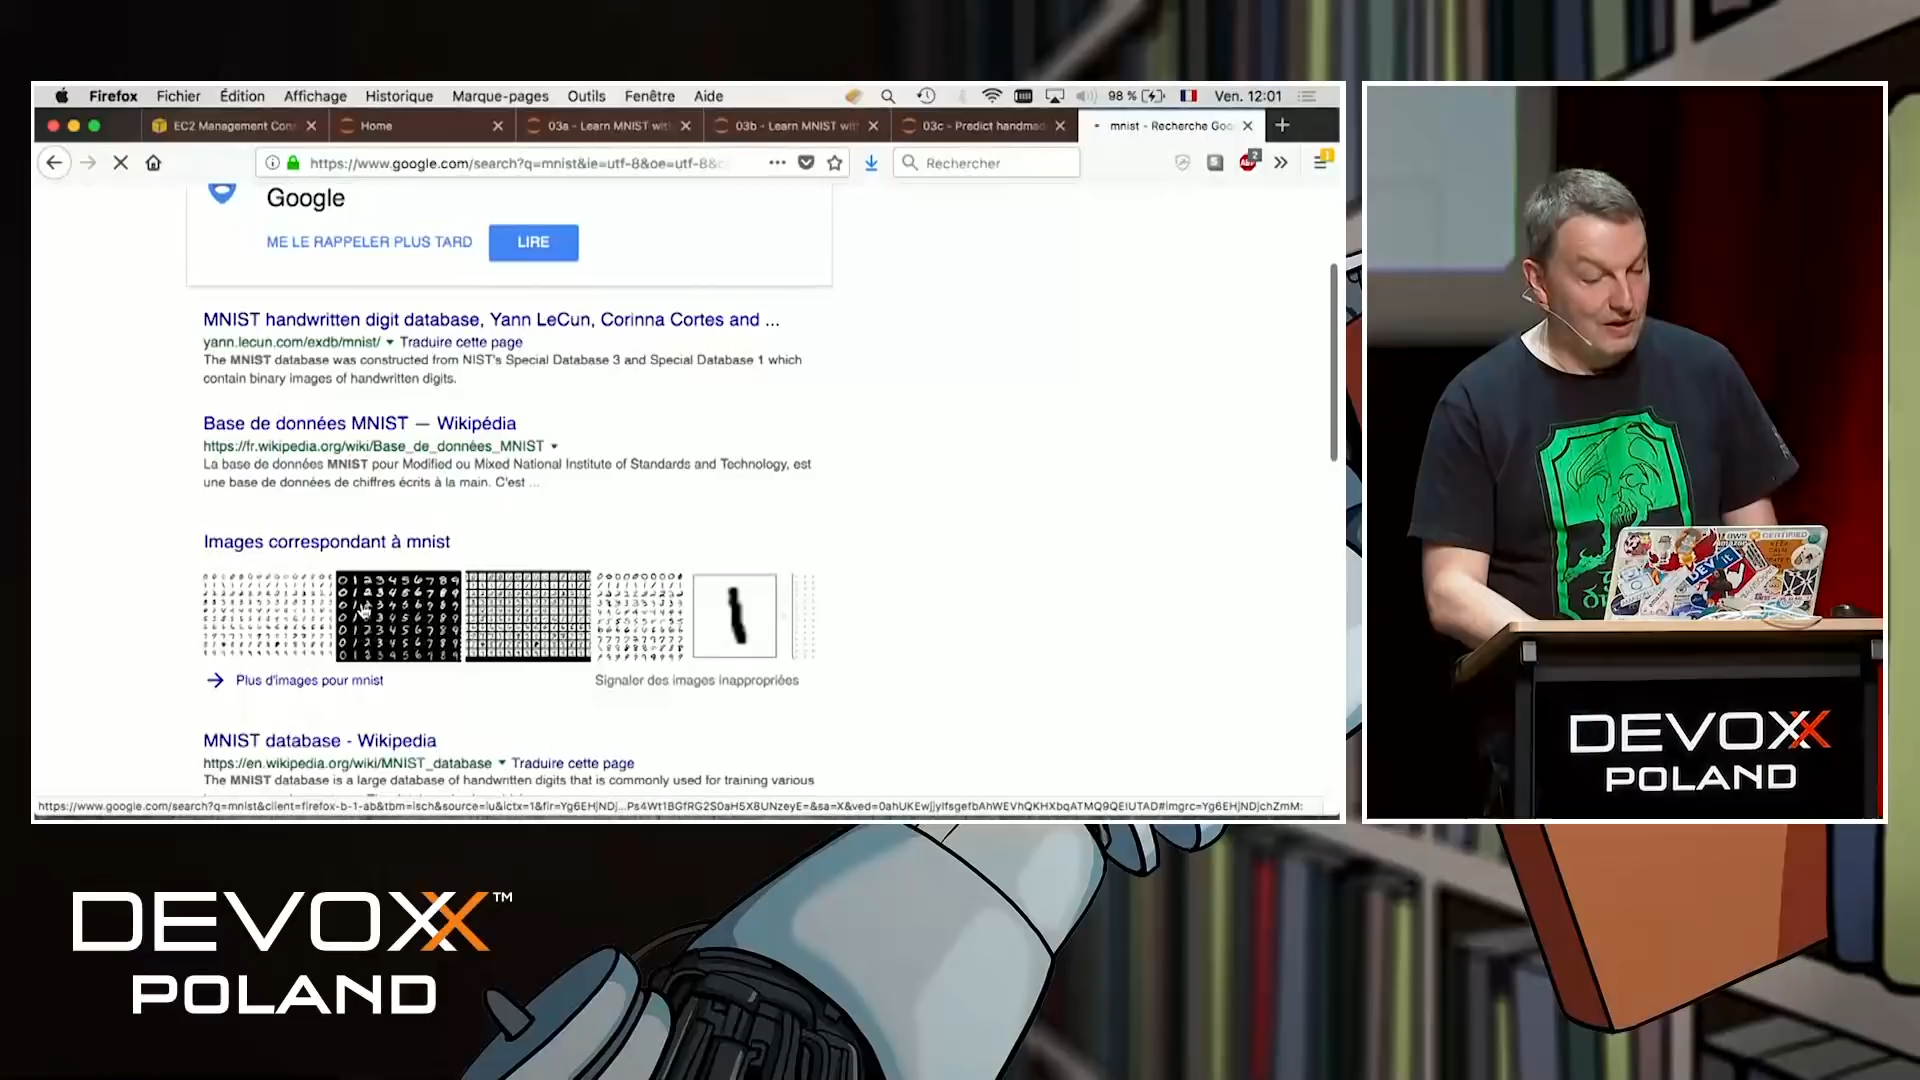 Firefox Fichier Édition Affichage Historique Marque-pages Outils Fenêtre Aide 98 % Ven. 12:01
EC2 Management Con
Home
03a - Learn MNIST wit
03b - Learn MNIST wit
03c - Predict handmad
mnist - Recherche Goo
https://www.google.com/search?q=mnist&ie=utf-8&oe=utf-8&c
Rechercher
Google
ME LE RAPPELER PLUS TARD LIRE
MNIST handwritten digit database, Yann LeCun, Corinna Cortes and ...
yann.lecun.com/exdb/mnist/ Traduire cette page
The MNIST database was constructed from NIST's Special Database 3 and Special Database 1 which
contain binary images of handwritten digits.
Base de données MNIST — Wikipédia
https://fr.wikipedia.org/wiki/Base_de_données_MNIST
La base de données MNIST pour Modified ou Mixed National Institute of Standards and Technology, est
une base de données de chiffres écrits à la main. C'est ...
Images correspondant à mnist
Plus d'images pour mnist Signaler des images inappropriées
MNIST database - Wikipedia
https://en.wikipedia.org/wiki/MNIST_database Traduire cette page
The MNIST database is a large database of handwritten digits that is commonly used for training various
DEV it
CERTIFIED
DEVOXX
POLAND
DEVOXX™
POLAND